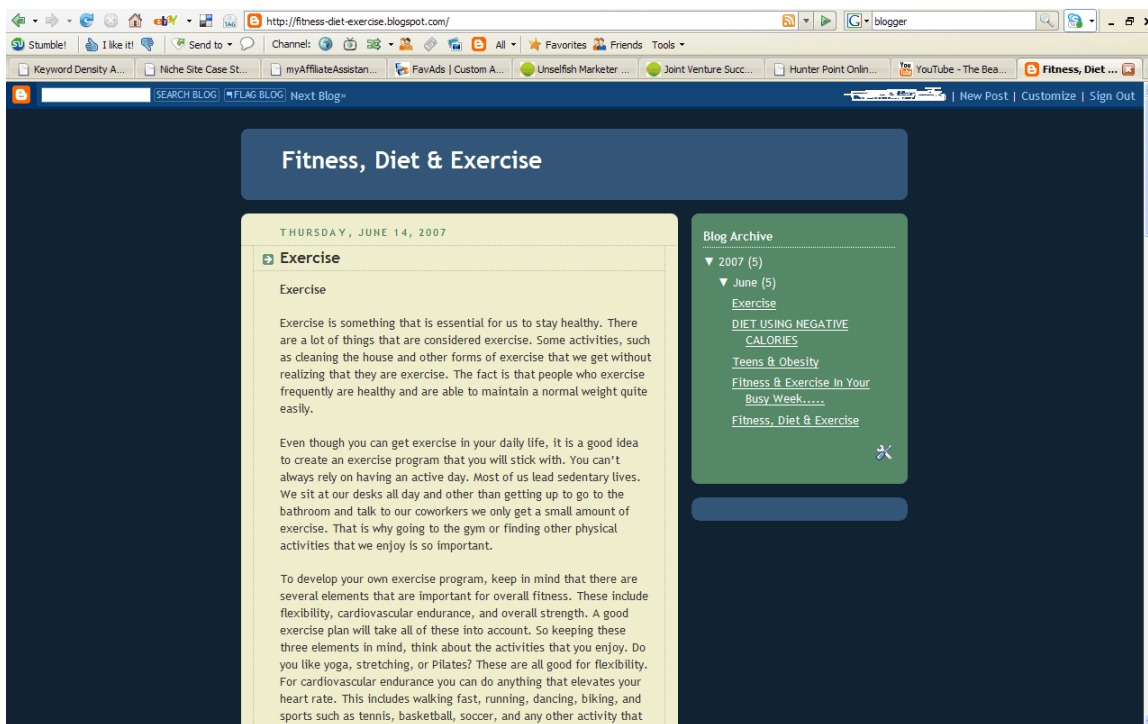 http://fitness-diet-exercise.blogspot.com/
G blogger
Stumble! I like it! Send to Channel: All Favorites Friends Tools
Keyword Density A... Niche Site Case St... myAffiliateAssistan... FavAds | Custom A... Unselfish Marketer ... Joint Venture Succ... Hunter Point Onlin... YouTube - The Bea... Fitness, Diet ...
SEARCH BLOG FLAG BLOG Next Blog»
| New Post | Customize | Sign Out
Fitness, Diet & Exercise
THURSDAY, JUNE 14, 2007
Exercise
Exercise
Exercise is something that is essential for us to stay healthy. There
are a lot of things that are considered exercise. Some activities, such
as cleaning the house and other forms of exercise that we get without
realizing that they are exercise. The fact is that people who exercise
frequently are healthy and are able to maintain a normal weight quite
easily.
Even though you can get exercise in your daily life, it is a good idea
to create an exercise program that you will stick with. You can't
always rely on having an active day. Most of us lead sedentary lives.
We sit at our desks all day and other than getting up to go to the
bathroom and talk to our coworkers we only get a small amount of
exercise. That is why going to the gym or finding other physical
activities that we enjoy is so important.
To develop your own exercise program, keep in mind that there are
several elements that are important for overall fitness. These include
flexibility, cardiovascular endurance, and overall strength. A good
exercise plan will take all of these into account. So keeping these
three elements in mind, think about the activities that you enjoy. Do
you like yoga, stretching, or Pilates? These are all good for flexibility.
For cardiovascular endurance you can do anything that elevates your
heart rate. This includes walking fast, running, dancing, biking, and
sports such as tennis, basketball, soccer, and any other activity that
Blog Archive
▼ 2007 (5)
▼ June (5)
Exercise
DIET USING NEGATIVE
CALORIES
Teens & Obesity
Fitness & Exercise In Your
Busy Week.....
Fitness, Diet & Exercise